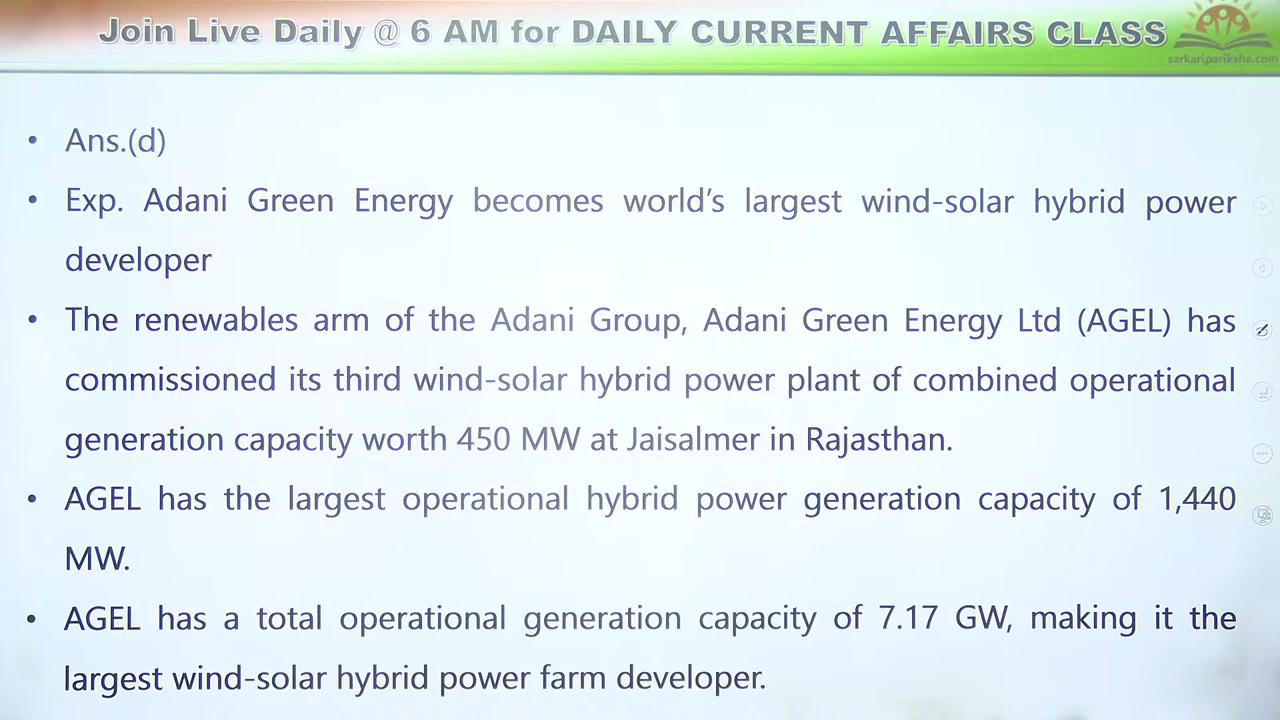 Join Live Daily @ 6 AM for DAILY CURRENT AFFAIRS CLASS
sarkaripariksha.com
• Ans.(d)
• Exp. Adani Green Energy becomes world's largest wind-solar hybrid power
developer
• The renewables arm of the Adani Group, Adani Green Energy Ltd (AGEL) has
commissioned its third wind-solar hybrid power plant of combined operational
generation capacity worth 450 MW at Jaisalmer in Rajasthan.
• AGEL has the largest operational hybrid power generation capacity of 1,440
MW.
• AGEL has a total operational generation capacity of 7.17 GW, making it the
largest wind-solar hybrid power farm developer.